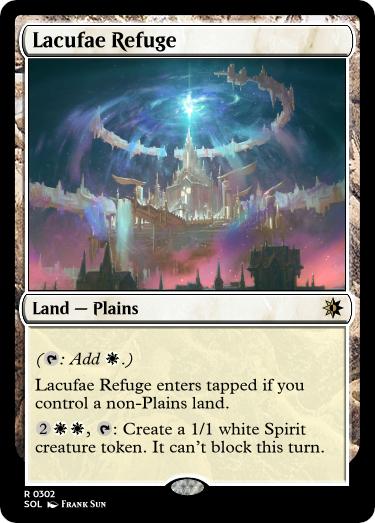 Lacufae Refuge
Land — Plains
(: Add .)
Lacufae Refuge enters tapped if you
control a non-Plains land.
2 , : Create a 1/1 white Spirit
creature token. It can't block this turn.
R 0302
SOL FRANK SUN